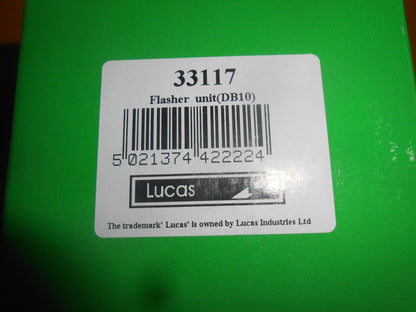 33117
Flasher unit(DB10)
5 021374 422224
Lucas
The trademark' Lucas' is owned by Lucas Industries Ltd